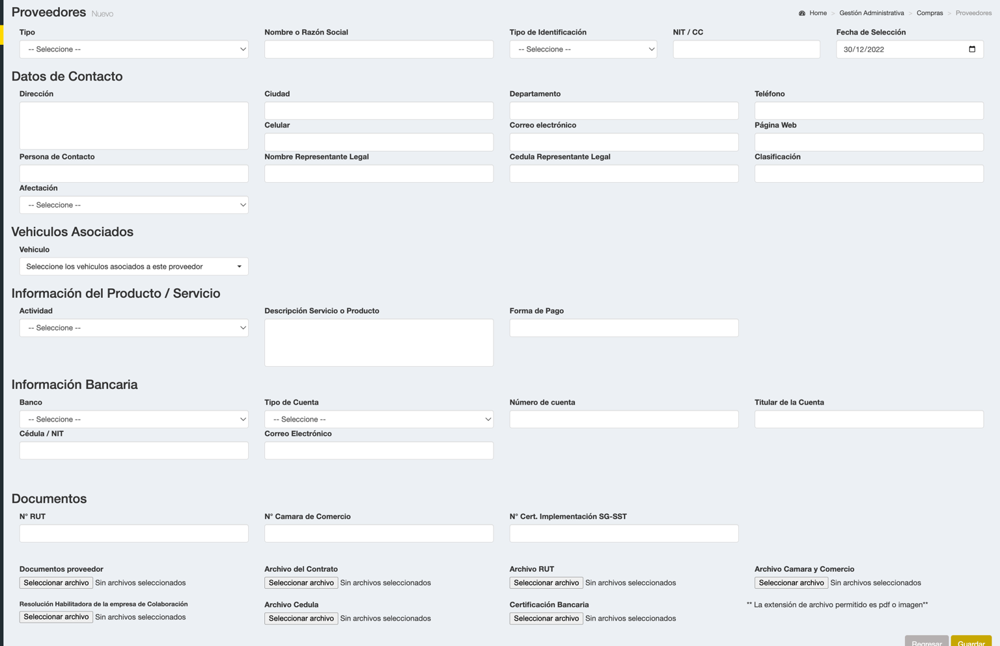 Proveedores Nuevo
Home > Gestión Administrativa > Compras > Proveedores
Tipo
-- Seleccione --
Nombre o Razón Social
Tipo de Identificación
-- Seleccione --
NIT / CC
Fecha de Selección
30/12/2022
Datos de Contacto
Dirección
Ciudad
Departamento
Teléfono
Celular
Correo electrónico
Página Web
Persona de Contacto
Nombre Representante Legal
Cedula Representante Legal
Clasificación
Afectación
-- Seleccione --
Vehiculos Asociados
Vehiculo
Seleccione los vehiculos asociados a este proveedor
Información del Producto / Servicio
Actividad
-- Seleccione --
Descripción Servicio o Producto
Forma de Pago
Información Bancaria
Banco
-- Seleccione --
Tipo de Cuenta
-- Seleccione --
Número de cuenta
Titular de la Cuenta
Cédula / NIT
Correo Electrónico
Documentos
N° RUT
N° Camara de Comercio
N° Cert. Implementación SG-SST
Documentos proveedor
Seleccionar archivo Sin archivos seleccionados
Archivo del Contrato
Seleccionar archivo Sin archivos seleccionados
Archivo RUT
Seleccionar archivo Sin archivos seleccionados
Archivo Camara y Comercio
Seleccionar archivo Sin archivos seleccionados
Resolución Habilitadora de la empresa de Colaboración
Seleccionar archivo Sin archivos seleccionados
Archivo Cedula
Seleccionar archivo Sin archivos seleccionados
Certificación Bancaria
Seleccionar archivo Sin archivos seleccionados
** La extensión de archivo permitido es pdf o imagen**
Regresar
Guardar